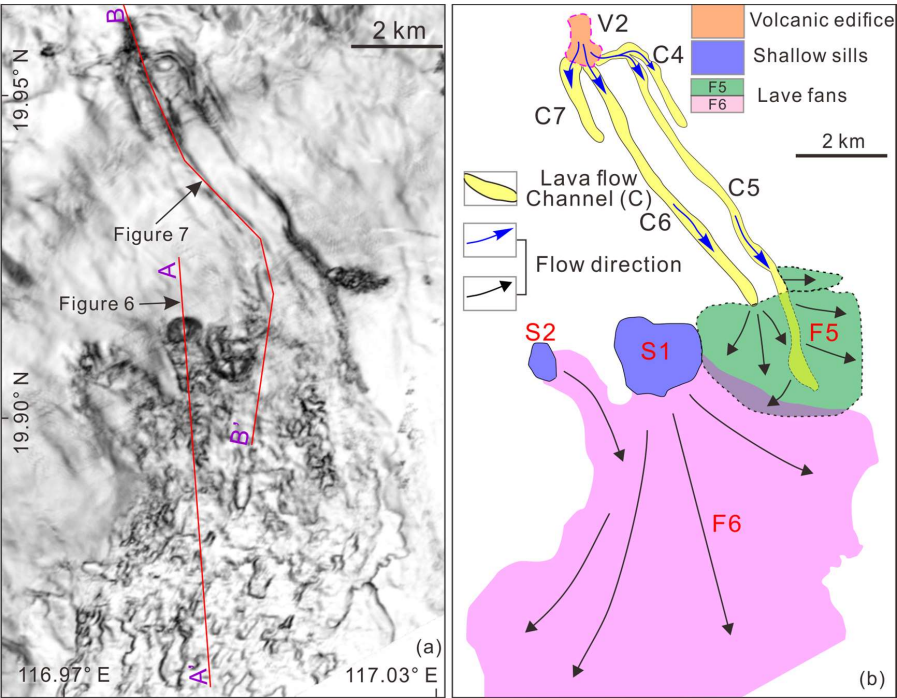 B
2 km
19.95° N
Figure 7
A
Figure 6
19.90° N
B'
A'
116.97° E
117.03° E
(a)
V2
C4
C7
C5
C6
Volcanic edifice
Shallow sills
F5
F6
Lave fans
2 km
Lava flow
Channel (C)
Flow direction
S2
S1
F5
F6
(b)